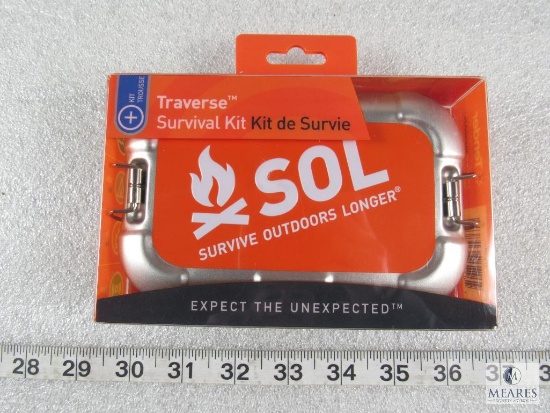 KIT
TROUSSE
Traverse™
Survival Kit Kit de Survie
SOL
SURVIVE OUTDOORS LONGER®
EXPECT THE UNEXPECTED™
28 29 30 31 32 33 34 35 36 37
M
MEARES